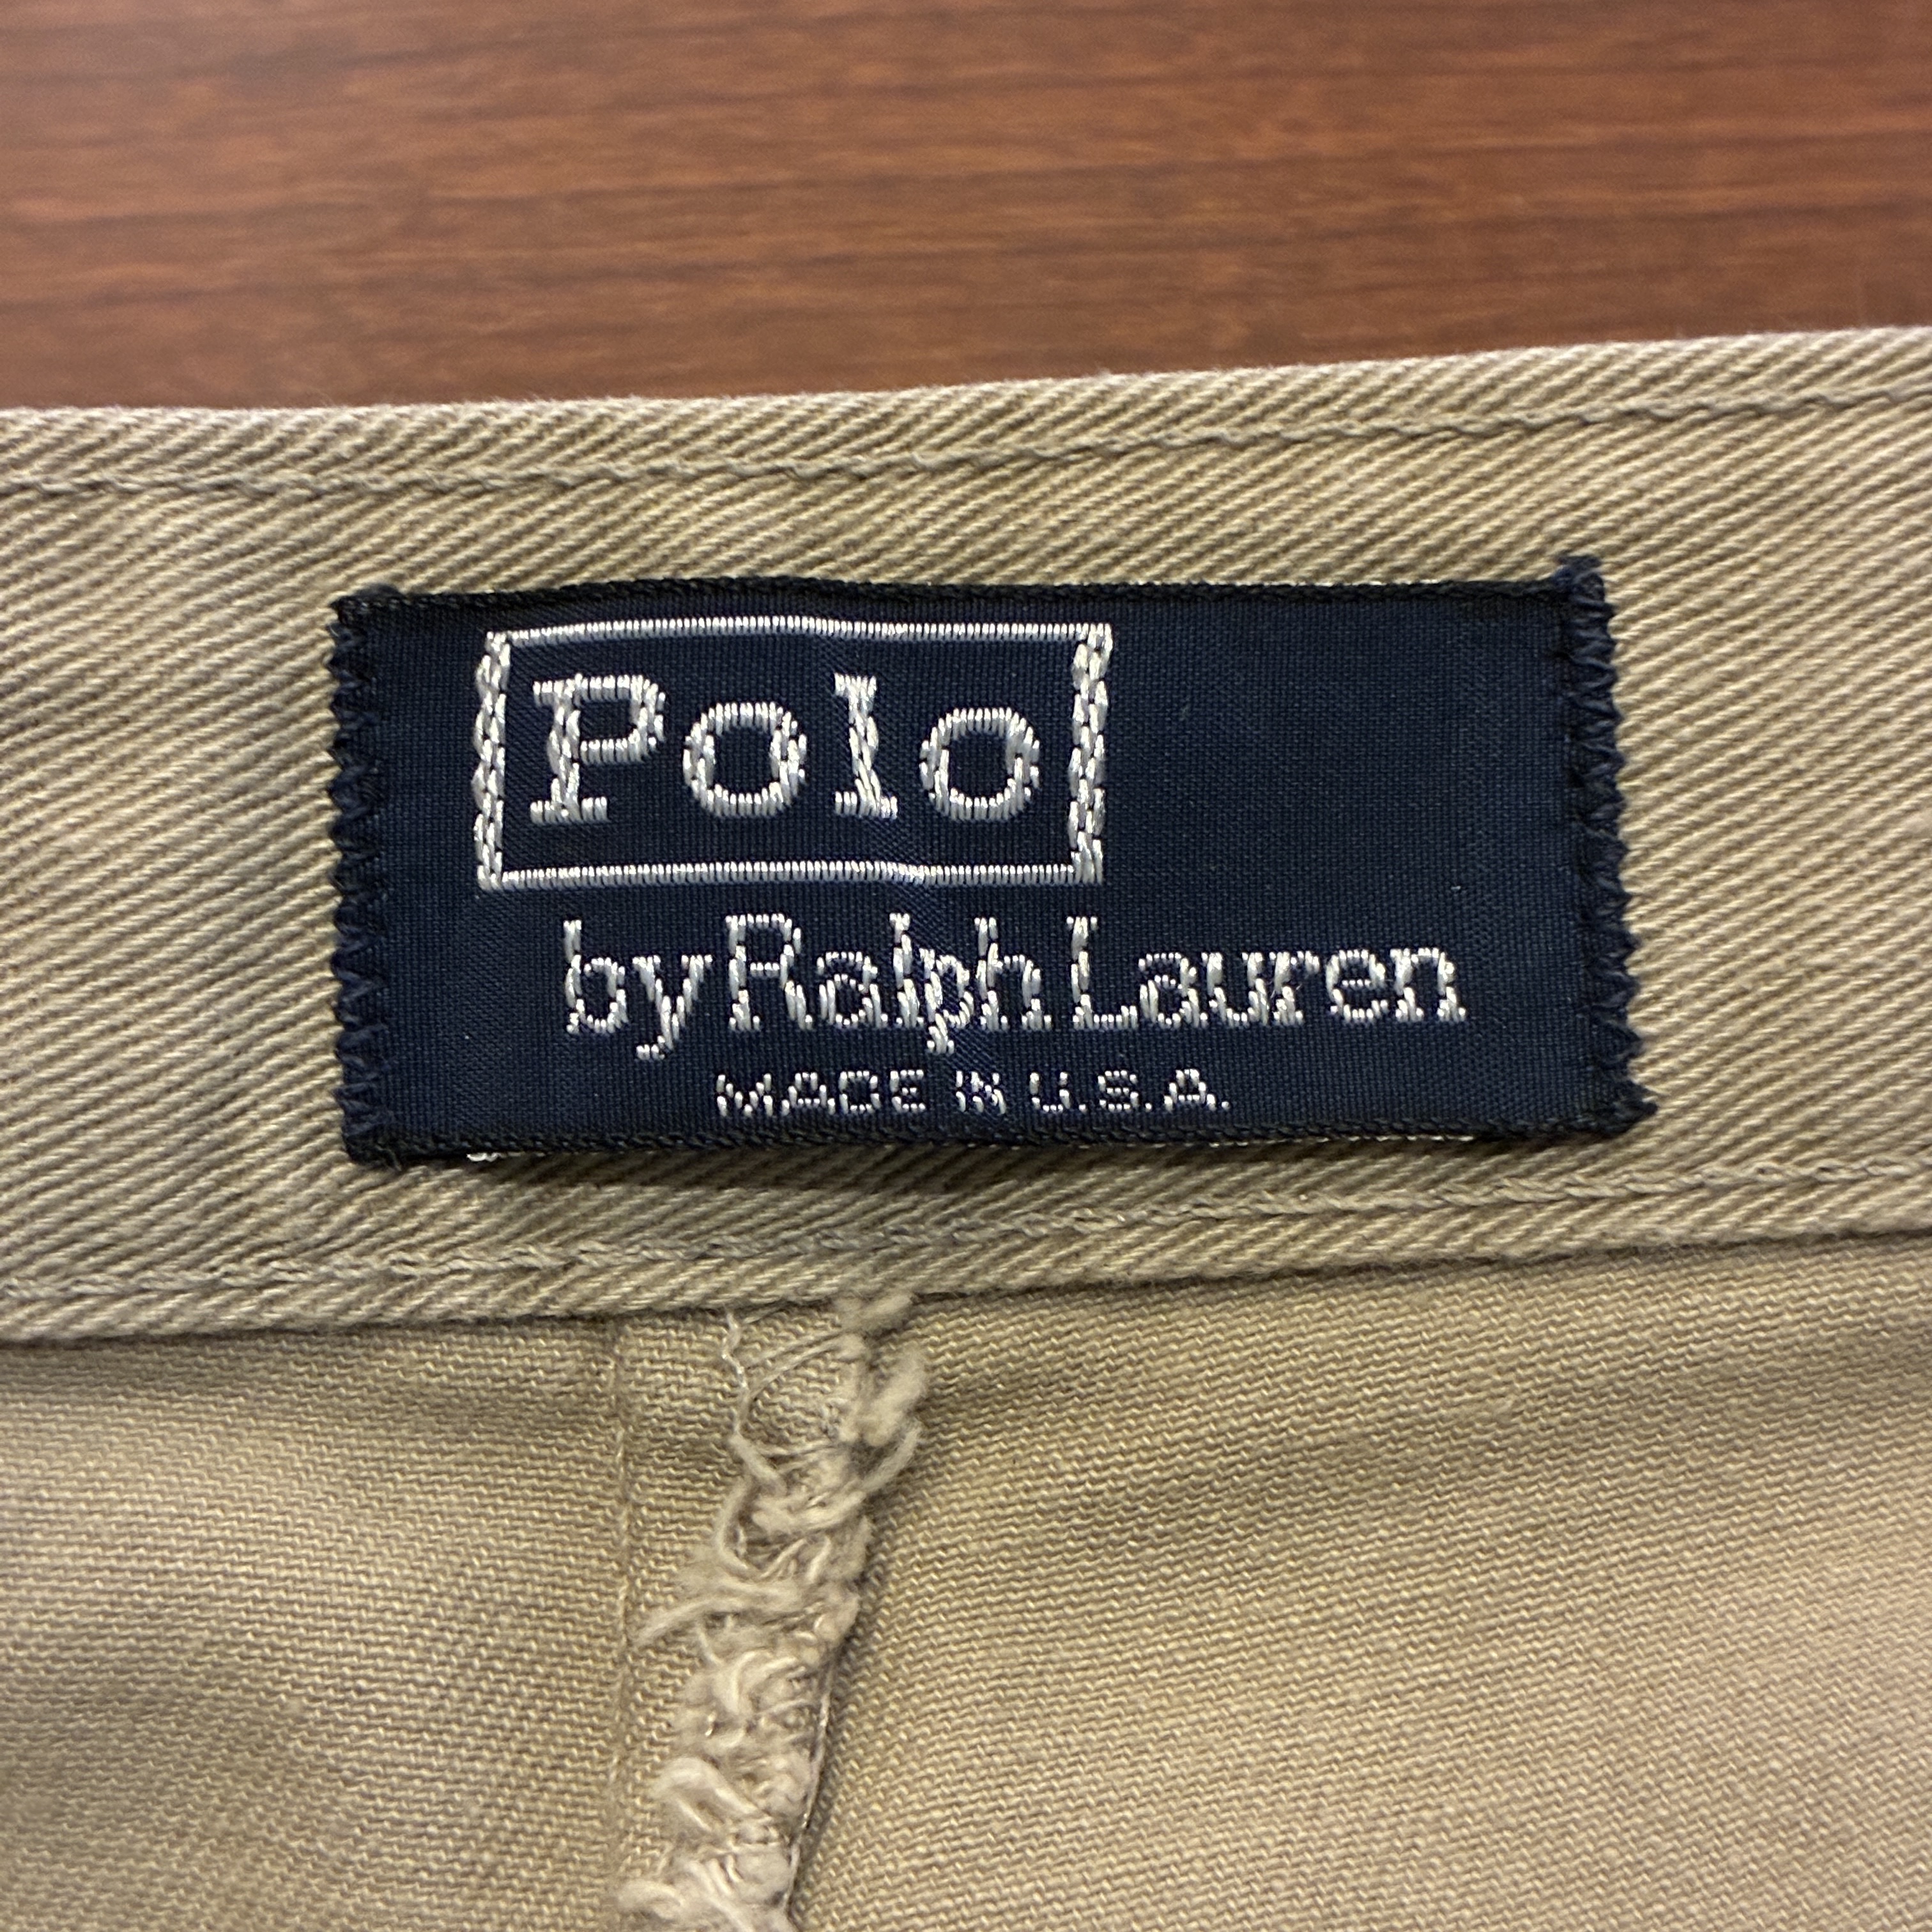 Polo
by Ralph Lauren
MADE IN U.S.A.